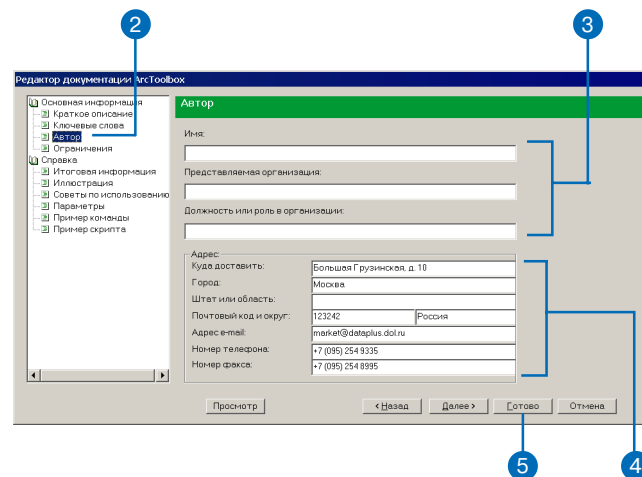 2
3
Редактор документации ArcToolbox
Основная информация
Краткое описание
Ключевые слова
Автор
Ограничения
Справка
Итоговая информация
Иллюстрация
Советы по использованию
Параметры
Пример команды
Пример скрипта
Автор
Имя:
Представляемая организация:
Должность или роль в организации:
Адрес:
Куда доставить: Большая Грузинская, д. 10
Город: Москва
Штат или область:
Почтовый код и округ: 123242 Россия
Адрес e-mail: market@dataplus.dol.ru
Номер телефона: +7 (095) 254 9335
Номер факса: +7 (095) 254 8995
Просмотр < Назад Далее > Готово Отмена
5
4